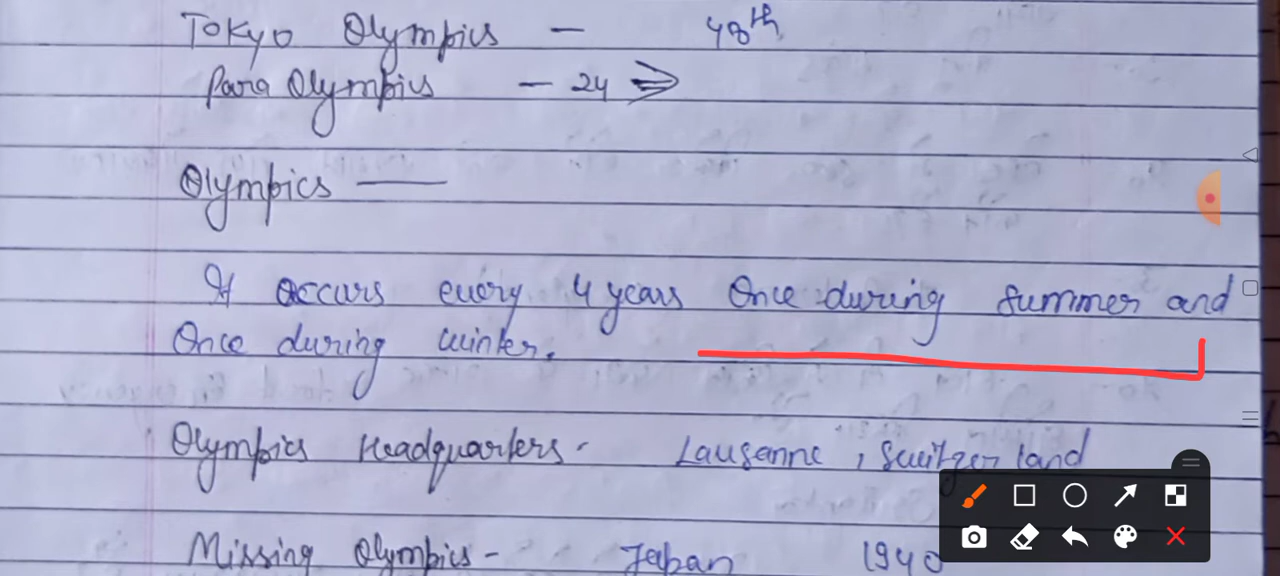 Tokyo Olympics - 48th
Para Olympics - 24 ⇒
Olympics —
It occurs every 4 years Once during summer and
Once during winter.
Olympics Headquarters - Lausanne, Switzerland
Missing Olympics - Japan 1940